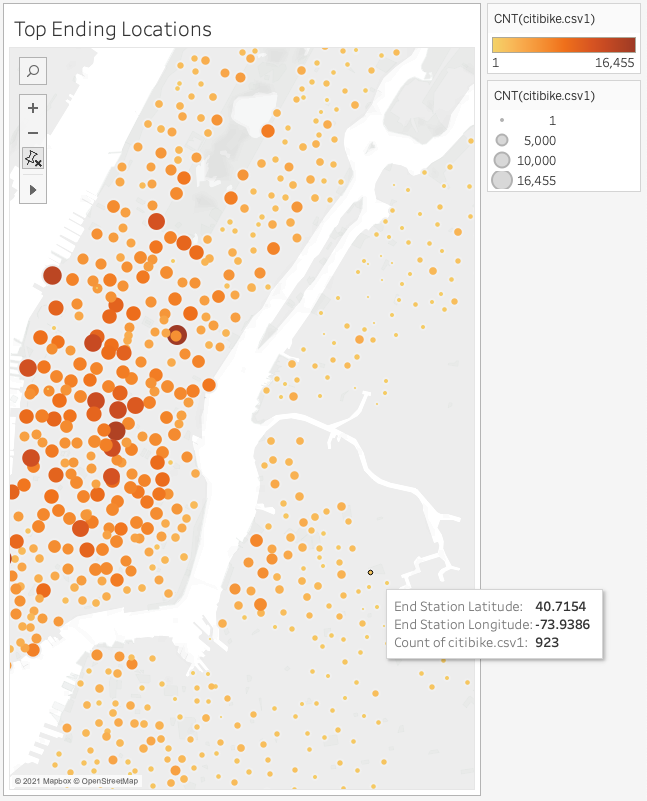 Top Ending Locations
CNT(citibike.csv1)
1 16,455
CNT(citibike.csv1)
1
5,000
10,000
16,455
End Station Latitude: 40.7154
End Station Longitude: -73.9386
Count of citibike.csv1: 923
© 2021 Mapbox © OpenStreetMap